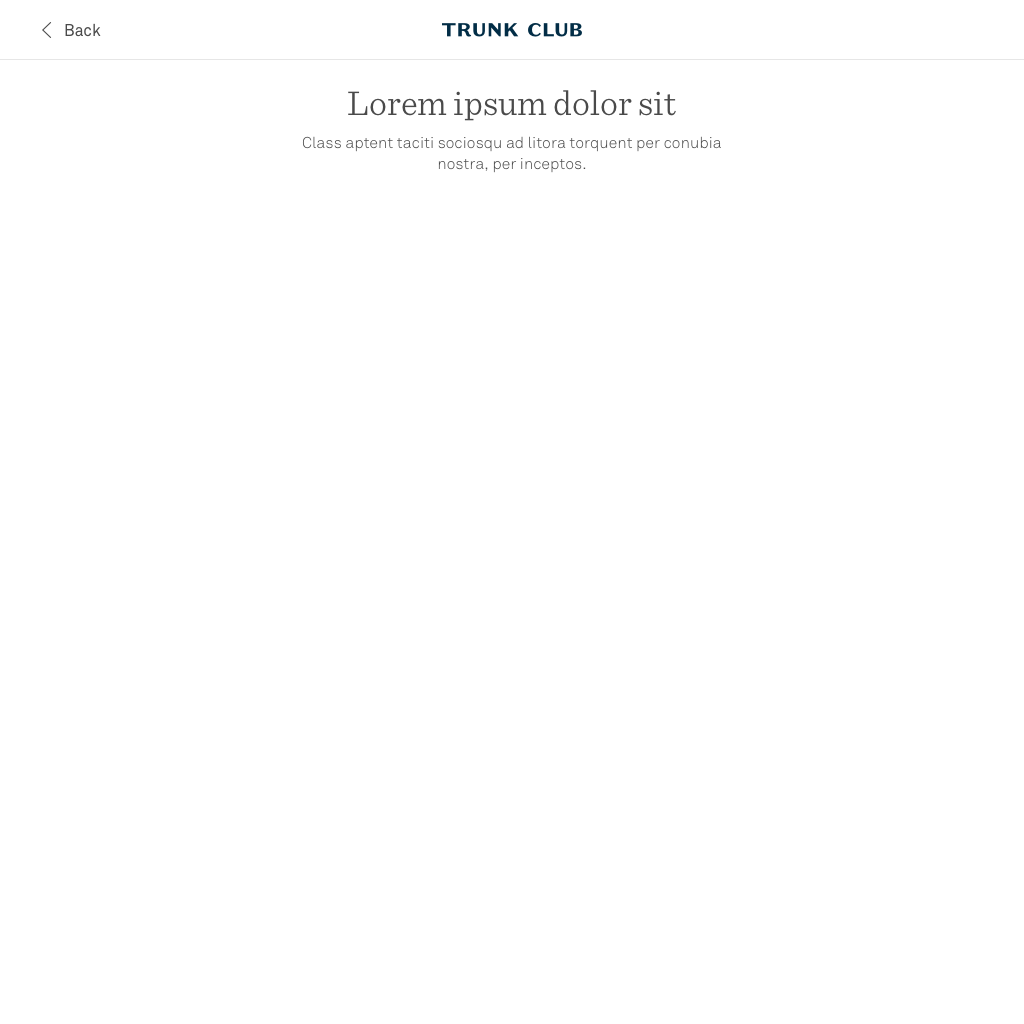 Back
TRUNK CLUB
Lorem ipsum dolor sit
Class aptent taciti sociosqu ad litora torquent per conubia
nostra, per inceptos.